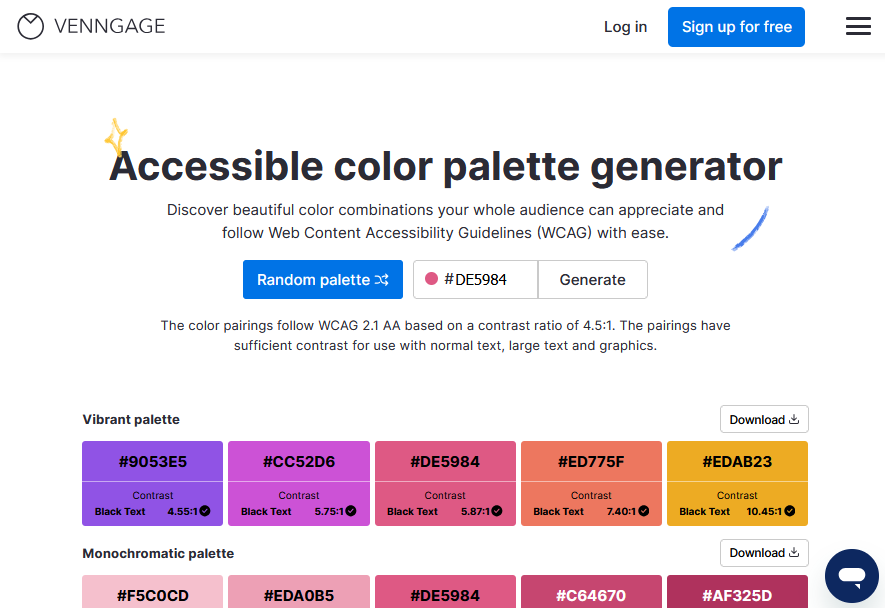 VENNGAGE
Log in
Sign up for free
Accessible color palette generator
Discover beautiful color combinations your whole audience can appreciate and
follow Web Content Accessibility Guidelines (WCAG) with ease.
Random palette
#DE5984
Generate
The color pairings follow WCAG 2.1 AA based on a contrast ratio of 4.5:1. The pairings have
sufficient contrast for use with normal text, large text and graphics.
Vibrant palette
Download
#9053E5 #CC52D6 #DE5984 #ED775F #EDAB23
Contrast Contrast Contrast Contrast Contrast
Black Text 4.55:1 Black Text 5.75:1 Black Text 5.87:1 Black Text 7.40:1 Black Text 10.45:1
Monochromatic palette
Download
#F5C0CD #EDA0B5 #DE5984 #C64670 #AF325D